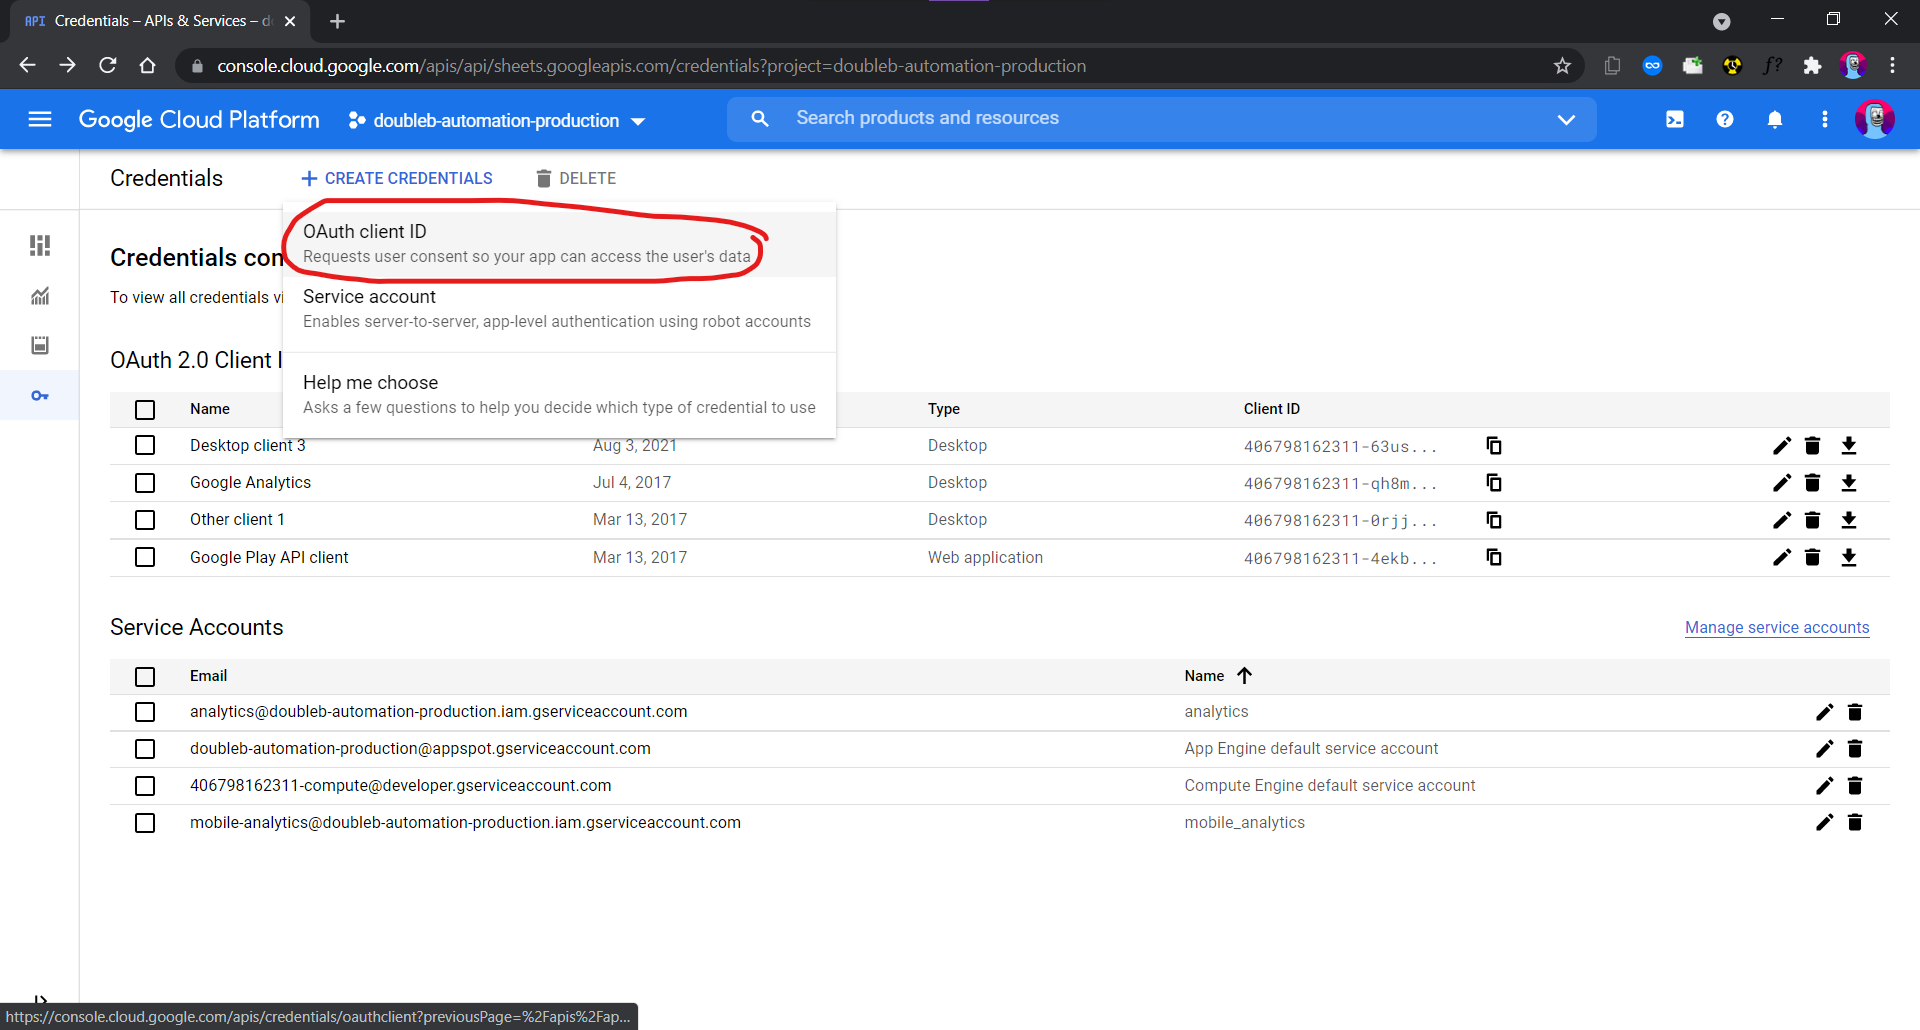 API Credentials – APIs & Services – d
console.cloud.google.com/apis/api/sheets.googleapis.com/credentials?project=doubleb-automation-production
f?
Google Cloud Platform doubleb-automation-production Search products and resources
Credentials CREATE CREDENTIALS DELETE
OAuth client ID
Requests user consent so your app can access the user's data
Credentials con
To view all credentials vi
Service account
Enables server-to-server, app-level authentication using robot accounts
OAuth 2.0 Client I
Help me choose
Asks a few questions to help you decide which type of credential to use
Name Type Client ID
Desktop client 3 Aug 3, 2021 Desktop 406798162311-63us...
Google Analytics Jul 4, 2017 Desktop 406798162311-qh8m...
Other client 1 Mar 13, 2017 Desktop 406798162311-0rjj...
Google Play API client Mar 13, 2017 Web application 406798162311-4ekb...
Service Accounts Manage service accounts
Email Name
analytics@doubleb-automation-production.iam.gserviceaccount.com analytics
doubleb-automation-production@appspot.gserviceaccount.com App Engine default service account
406798162311-compute@developer.gserviceaccount.com Compute Engine default service account
mobile-analytics@doubleb-automation-production.iam.gserviceaccount.com mobile_analytics
https://console.cloud.google.com/apis/credentials/oauthclient?previousPage=%2Fapis%2Fap...